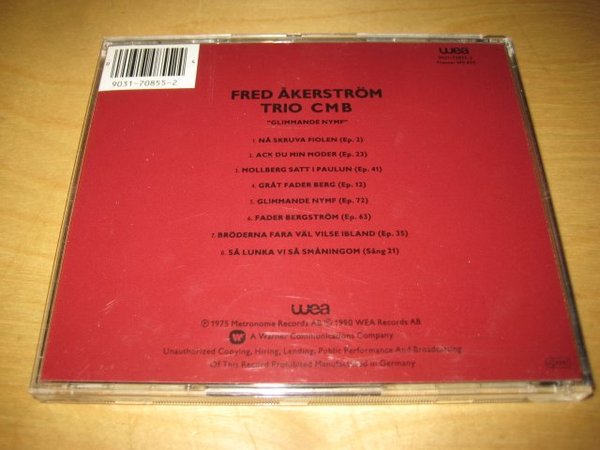 9031-70855-2
wea
9031-70855-2
FRED ÅKERSTRÖM
TRIO CMB
"GLIMMANDE NYMF"
1. NÅ SKRUVA FIOLEN (Ep. 2)
2. ACK DU MIN MODER (Ep. 23)
3. MOLLBERG SATT I PAULUN (Ep. 41)
4. GRÅT FADER BERG (Ep. 12)
5. GLIMMANDE NYMF (Ep. 72)
6. FADER BERGSTRÖM (Ep. 63)
7. BRÖDERNA FARA VÄL VILSE IBLAND (Ep. 35)
8. SÅ LUNKA VI SÅ SMÅNINGOM (Sång 21)
wea
℗ 1975 Metronome Records AB © 1990 WEA Records AB
A Warner Communications Company
Unauthorized Copying, Hiring, Lending, Public Performance And Broadcasting
Of This Record Prohibited Manufactured in Germany